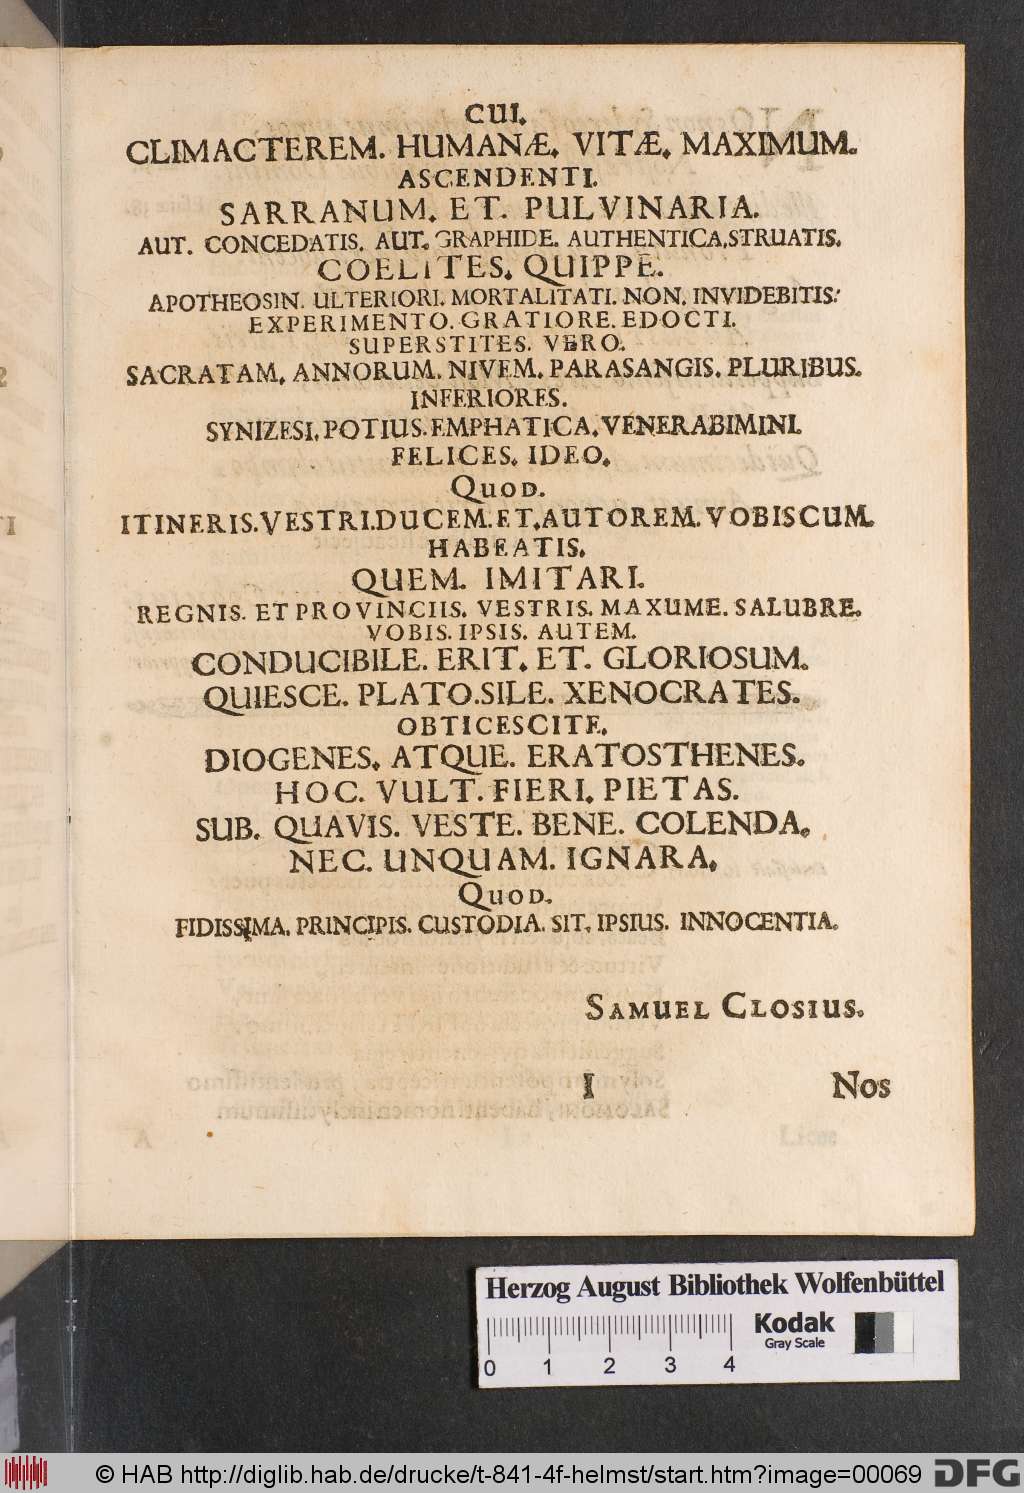 CUI.
CLIMACTEREM. HUMANÆ. VITÆ. MAXIMUM.
ASCENDENTI.
SARRANUM. ET. PULVINARIA.
AUT. CONCEDATIS. AUT. GRAPHIDE. AUTHENTICA, STRUATIS.
COELITES. QUIPPE.
APOTHEOSIN. ULTERIORI. MORTALITATI. NON. INVIDEBITIS:
EXPERIMENTO. GRATIORE. EDOCTI.
SUPERSTITES. VERO.
SACRATAM. ANNORUM. NIVEM. PARASANGIS. PLURIBUS.
INFERIORES.
SYNIZESI. POTIUS. EMPHATICA. VENERABIMINI.
FELICES. IDEO.
QUOD.
ITINERIS. VESTRI. DUCEM. ET. AUTOREM. VOBISCUM.
HABEATIS.
QUEM. IMITARI.
REGNIS. ET PROVINCIIS. VESTRIS. MAXUME. SALUBRE.
VOBIS. IPSIS. AUTEM.
CONDUCIBILE. ERIT. ET. GLORIOSUM.
QUIESCE. PLATO. SILE. XENOCRATES.
OBTICESCITE.
DIOGENES. ATQUE. ERATOSTHENES.
HOC. VULT. FIERI. PIETAS.
SUB. QUAVIS. VESTE. BENE. COLENDA.
NEC. UNQUAM. IGNARA.
QUOD.
FIDISSIMA. PRINCIPIS. CUSTODIA. SIT. IPSIUS. INNOCENTIA.
SAMUEL CLOSIUS.
I Nos
Herzog August Bibliothek Wolfenbüttel
Kodak
Gray Scale
0 1 2 3 4
© HAB http://diglib.hab.de/drucke/t-841-4f-helmst/start.htm?image=00069 DFG